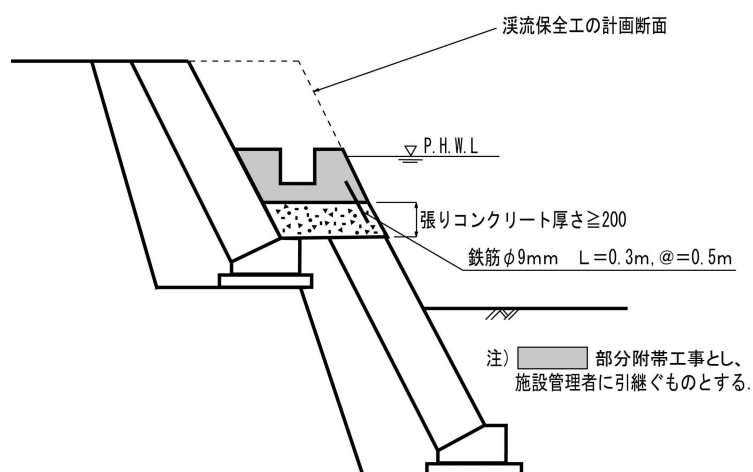 渓流保全工の計画断面
P.H.W.L
張りコンクリート厚さ≧200
鉄筋φ9mm L=0.3m,@=0.5m
注) 部分附帯工事とし、
施設管理者に引継ぐものとする.